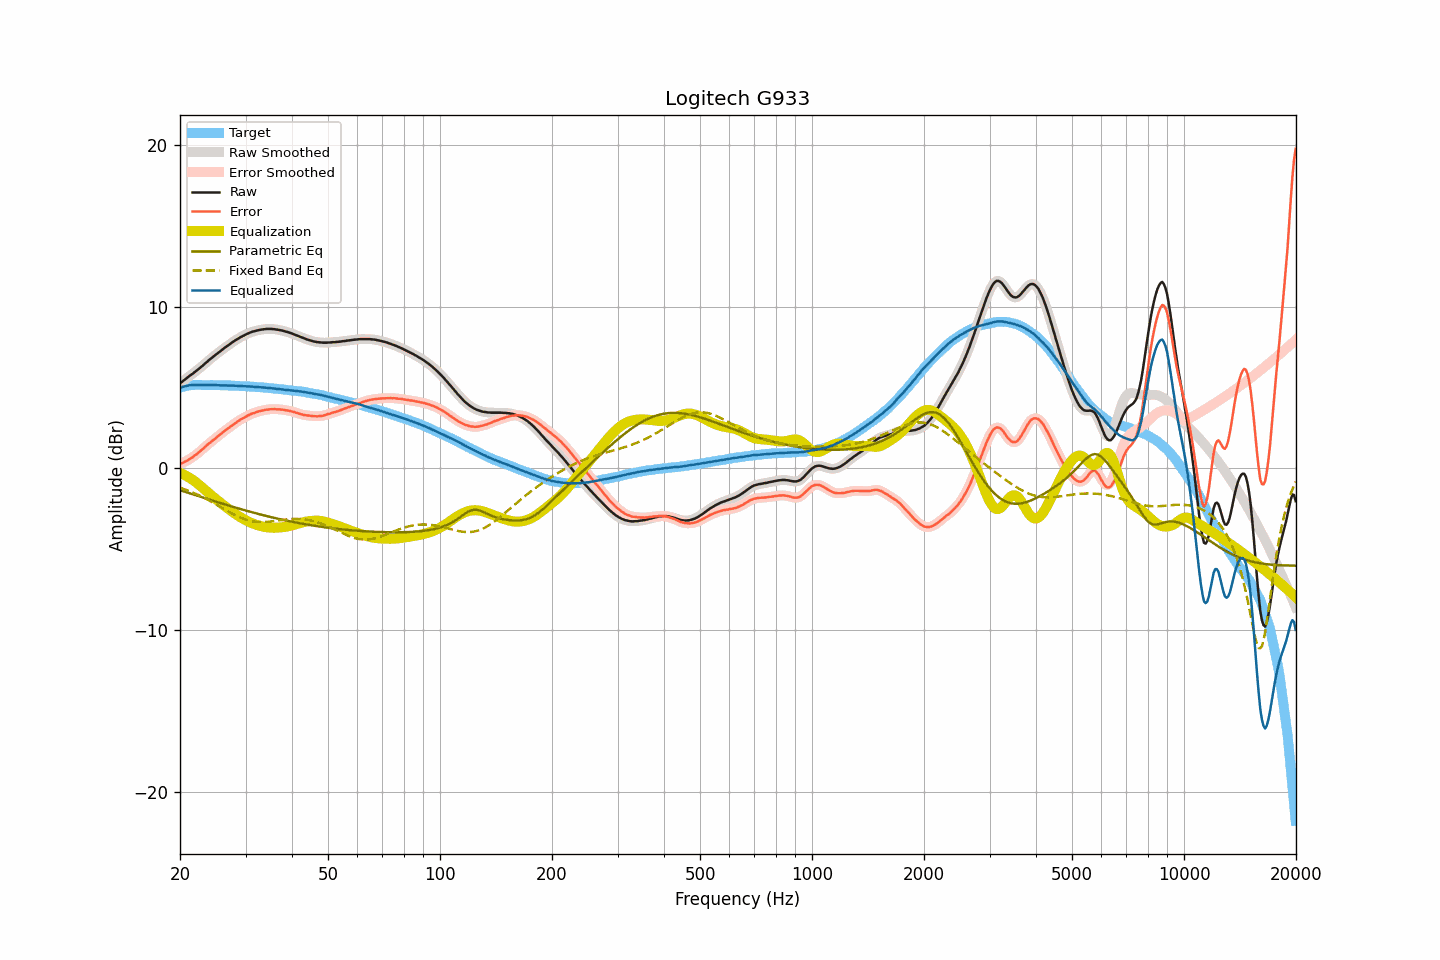 Logitech G933
Target
Raw Smoothed
Error Smoothed
Raw
Error
Equalization
Parametric Eq
Fixed Band Eq
Equalized
20
10
0
−10
−20
Amplitude (dBr)
20 50 100 200 500 1000 2000 5000 10000 20000
Frequency (Hz)